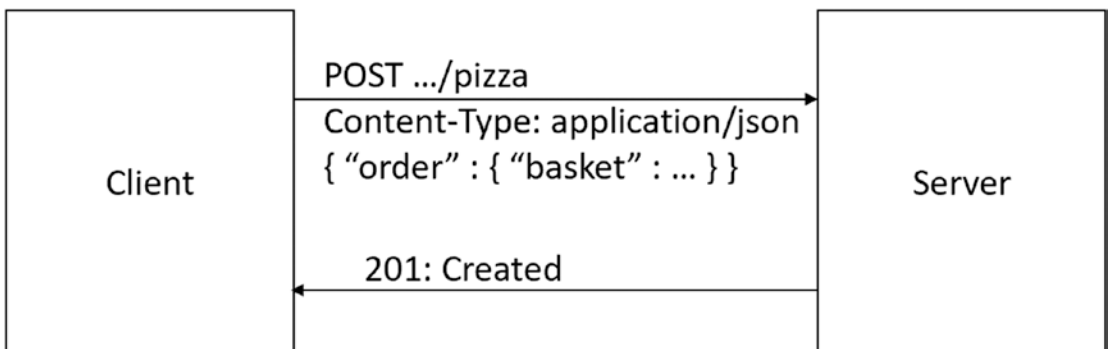 POST .../pizza
Content-Type: application/json
{ “order” : { “basket” : ... } }
Client
Server
201: Created